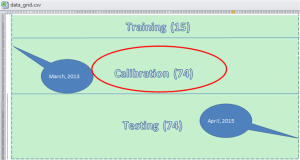 data_grid.csv
Training (15)
March, 2013
Calibration (74)
Testing (74)
April, 2015